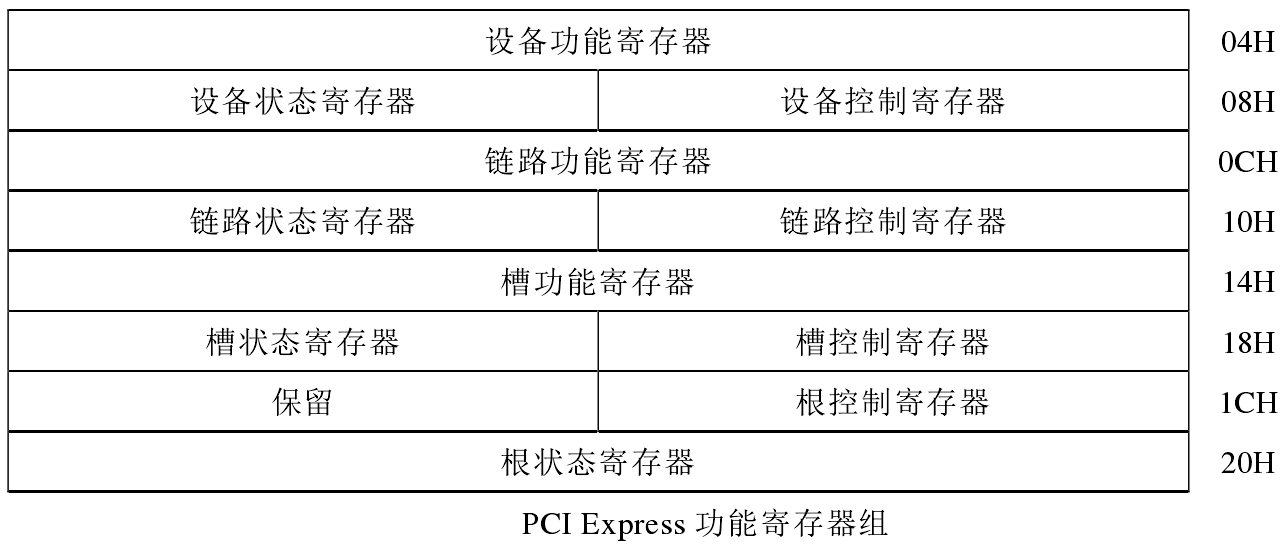 设备功能寄存器 04H
设备状态寄存器 设备控制寄存器 08H
链路功能寄存器 0CH
链路状态寄存器 链路控制寄存器 10H
槽功能寄存器 14H
槽状态寄存器 槽控制寄存器 18H
保留 根控制寄存器 1CH
根状态寄存器 20H
PCI Express 功能寄存器组